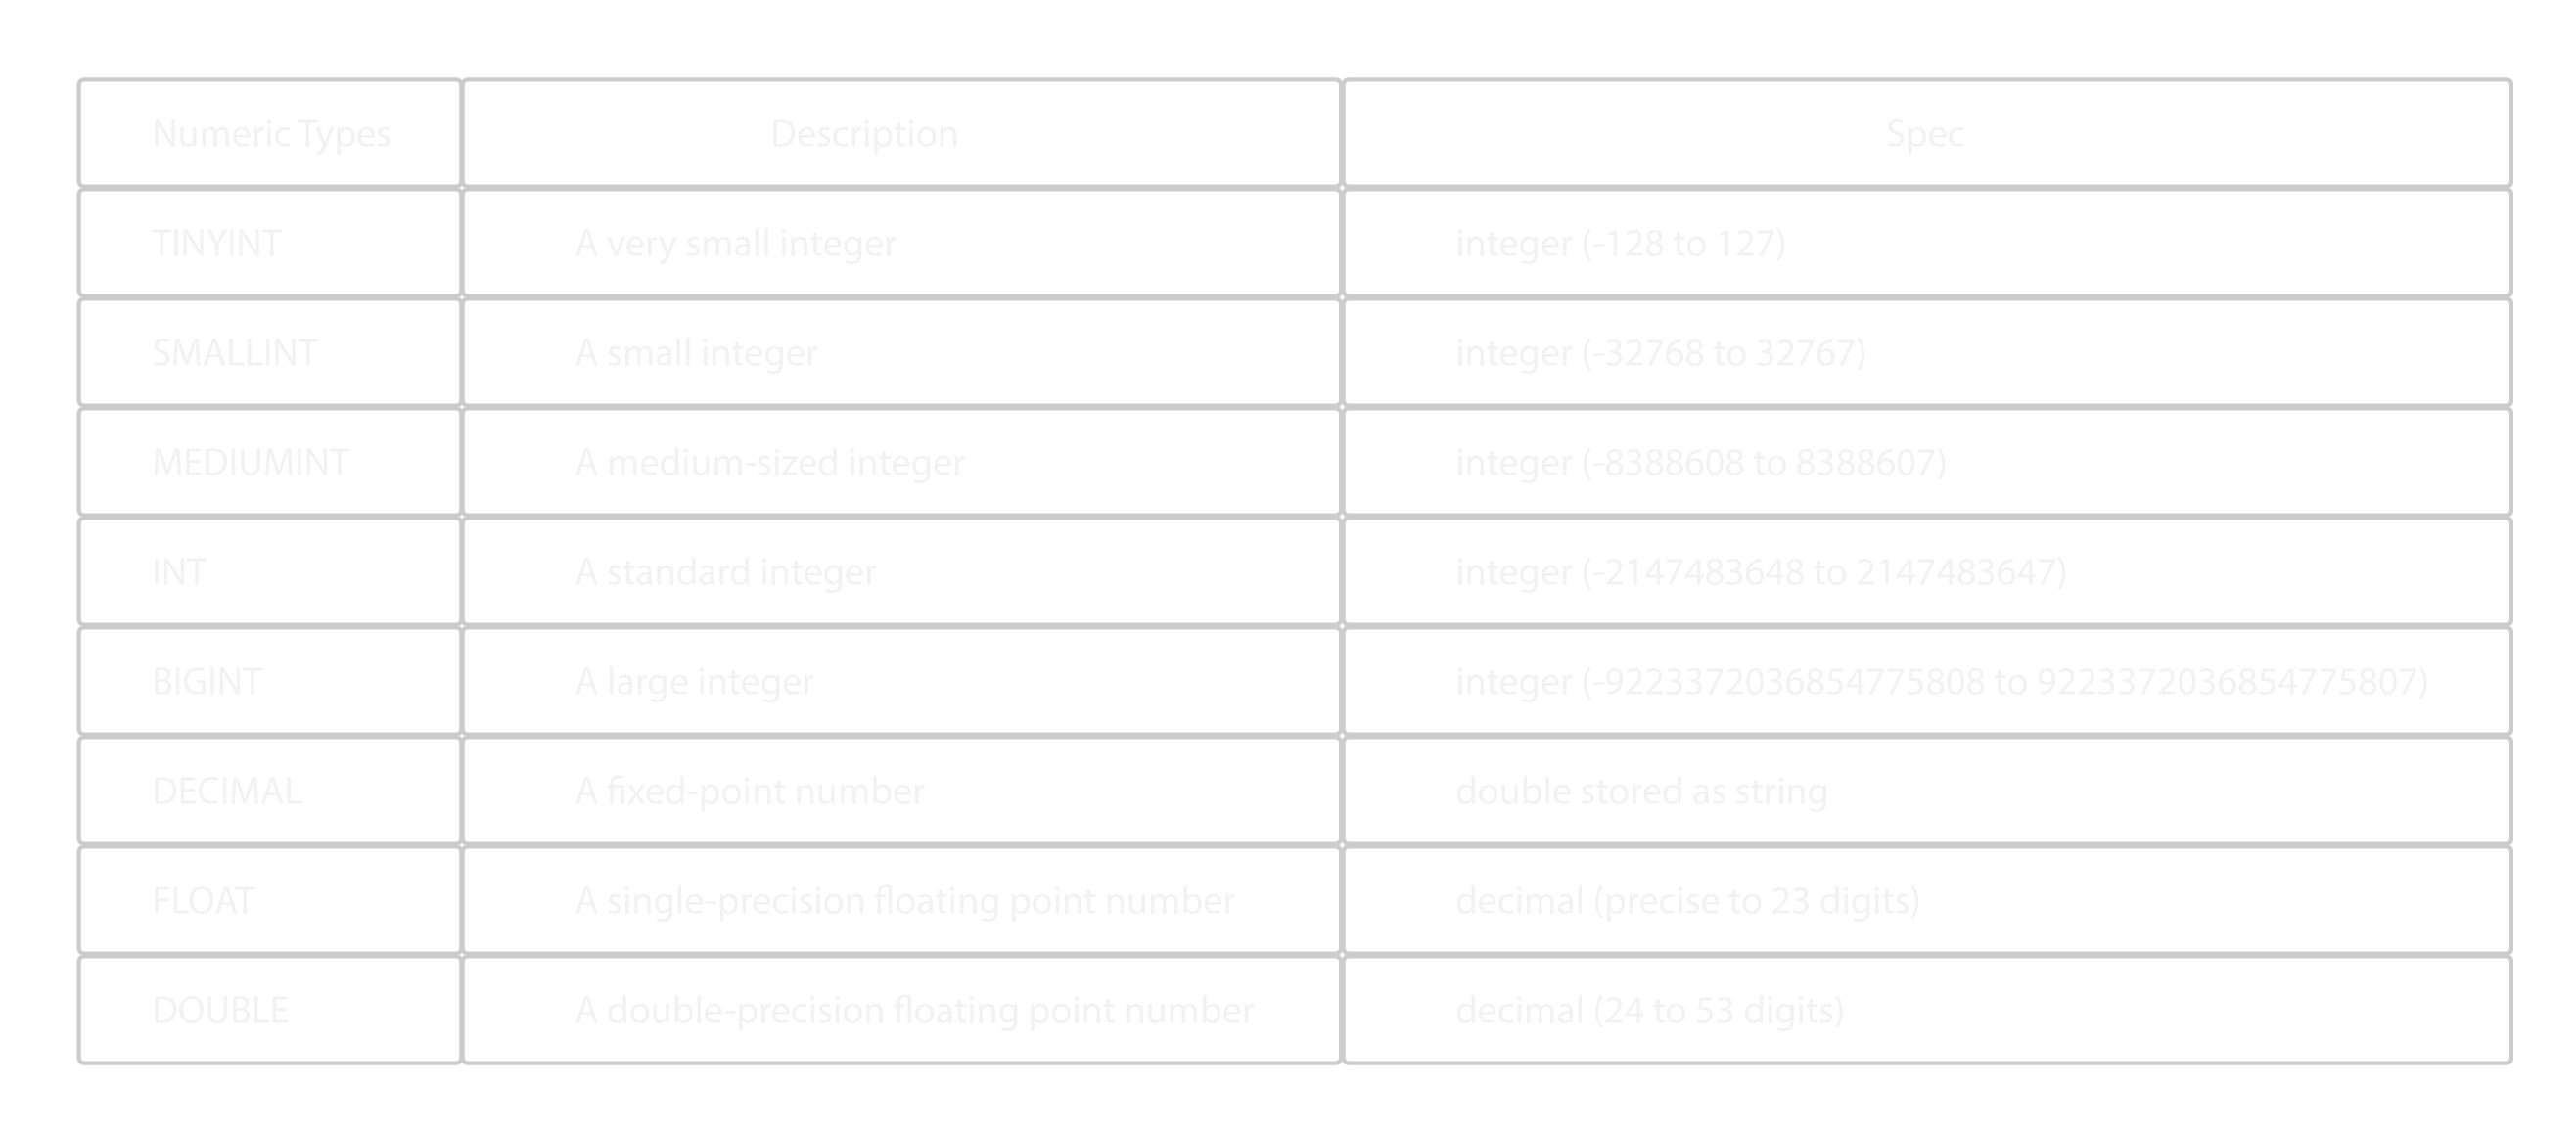 Numeric Types Description Spec
TINYINT A very small integer integer (-128 to 127)
SMALLINT A small integer integer (-32768 to 32767)
MEDIUMINT A medium-sized integer integer (-8388608 to 8388607)
INT A standard integer integer (-2147483648 to 2147483647)
BIGINT A large integer integer (-9223372036854775808 to 9223372036854775807)
DECIMAL A fixed-point number double stored as string
FLOAT A single-precision floating point number decimal (precise to 23 digits)
DOUBLE A double-precision floating point number decimal (24 to 53 digits)